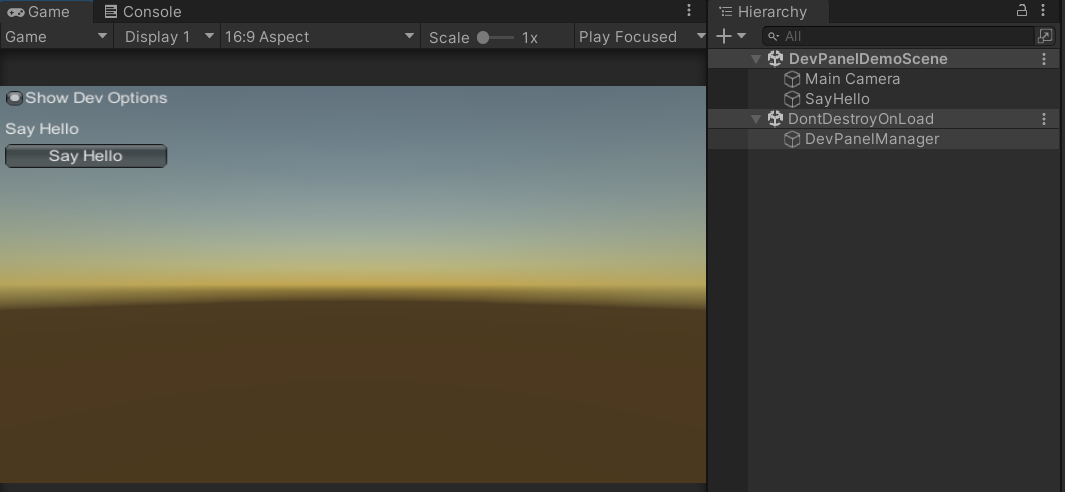 Game
Console
Hierarchy
Game
Display 1
16:9 Aspect
Scale
1x
Play Focused
All
DevPanelDemoScene
Main Camera
SayHello
DontDestroyOnLoad
DevPanelManager
Show Dev Options
Say Hello
Say Hello